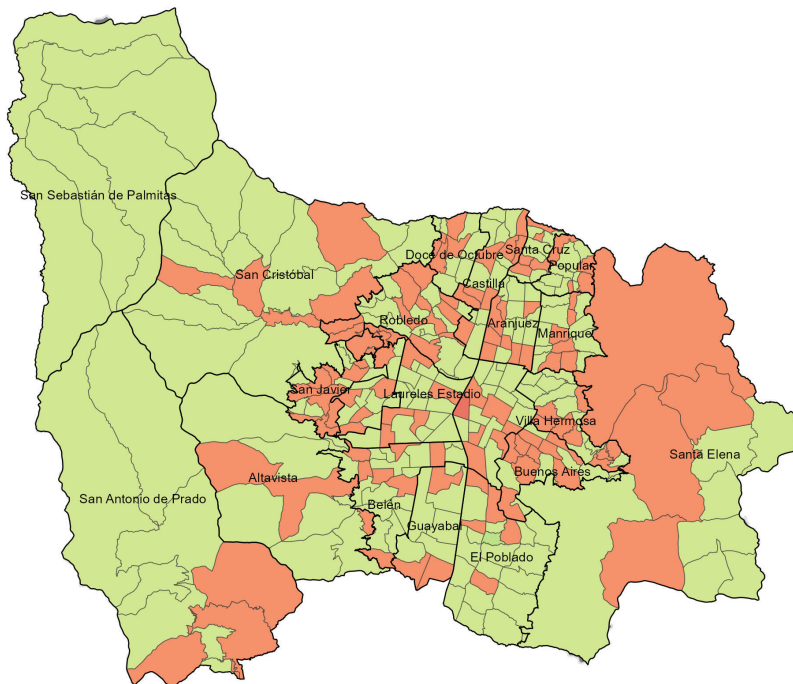 San Sebastián de Palmitas
Doce de Octubre
Santa Cruz
Popular
San Cristóbal
Castilla
Robledo
Aranjuez
Manrique
San Javier
Laureles Estadio
Villa Hermosa
Santa Elena
Buenos Aires
Altavista
San Antonio de Prado
Belén
Guayabal
El Poblado